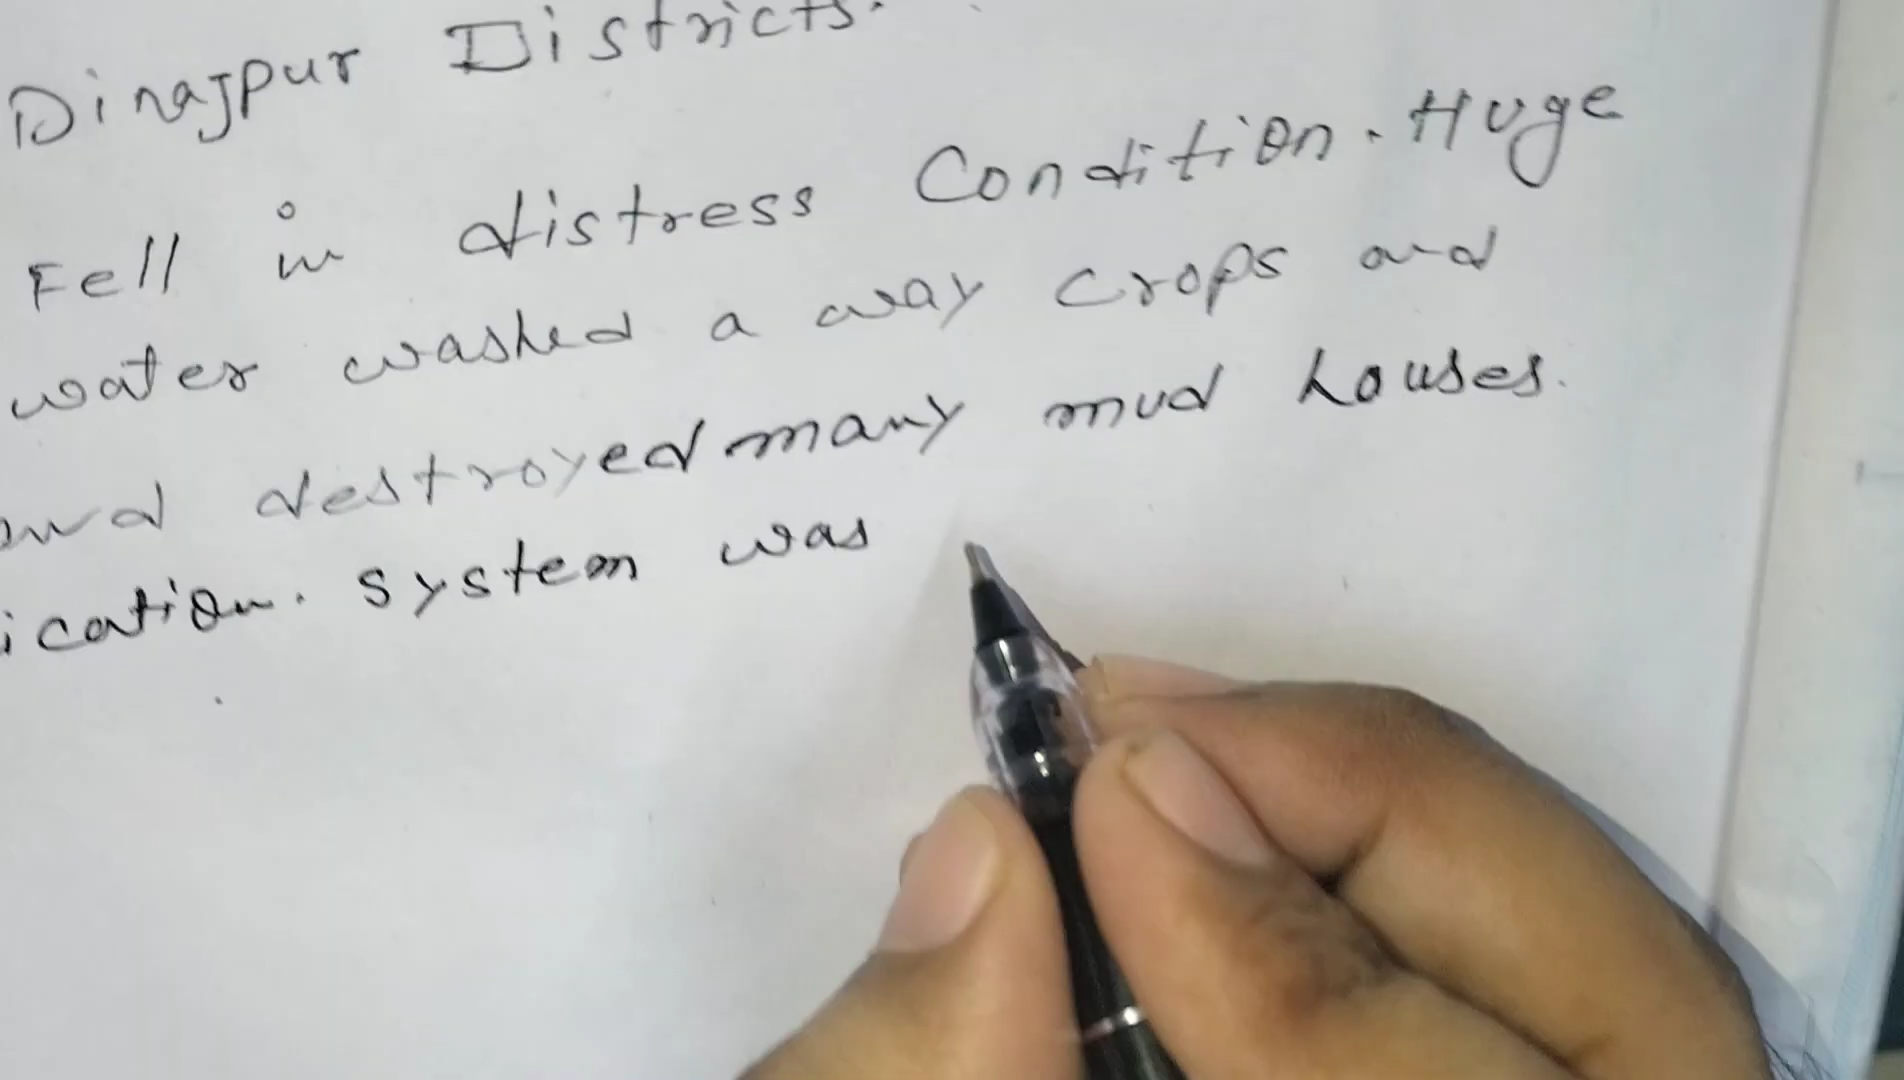 Dinajpur Districts.
Fell in distress Condition. Huge
water washed a way crops and
and destroyed many mud houses.
ication. system was